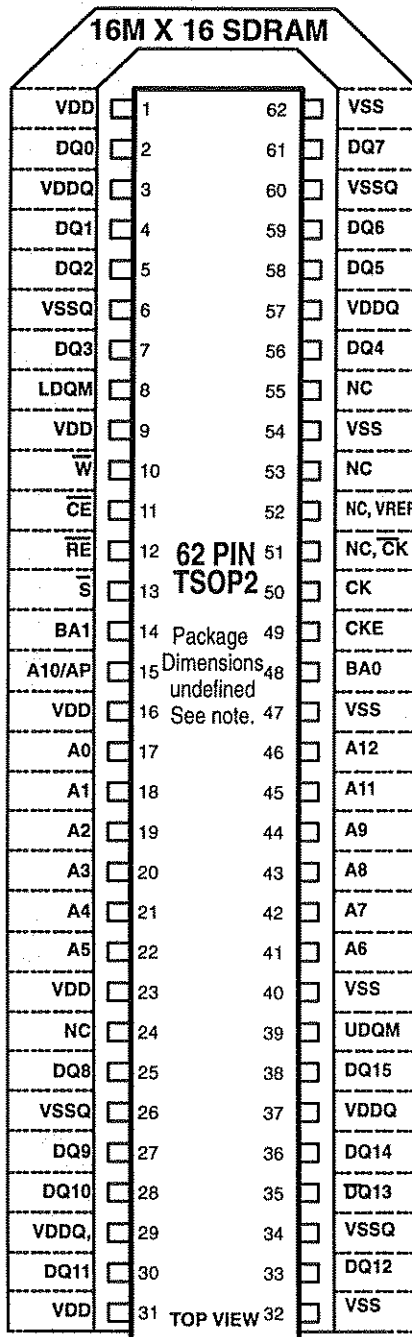 16M X 16 SDRAM
VDD 1 62 VSS
DQ0 2 61 DQ7
VDDQ 3 60 VSSQ
DQ1 4 59 DQ6
DQ2 5 58 DQ5
VSSQ 6 57 VDDQ
DQ3 7 56 DQ4
LDQM 8 55 NC
VDD 9 54 VSS
W̅ 10 53 NC
C̅E̅ 11 52 NC, VREF
R̅E̅ 12 62 PIN 51 NC, C̅K̅
S̅ 13 TSOP2 50 CK
BA1 14 Package 49 CKE
A10/AP 15 Dimensions 48 BA0
VDD 16 undefined See note. 47 VSS
A0 17 46 A12
A1 18 45 A11
A2 19 44 A9
A3 20 43 A8
A4 21 42 A7
A5 22 41 A6
VDD 23 40 VSS
NC 24 39 UDQM
DQ8 25 38 DQ15
VSSQ 26 37 VDDQ
DQ9 27 36 DQ14
DQ10 28 35 D̅Q13
VDDQ, 29 34 VSSQ
DQ11 30 33 DQ12
VDD 31 TOP VIEW 32 VSS